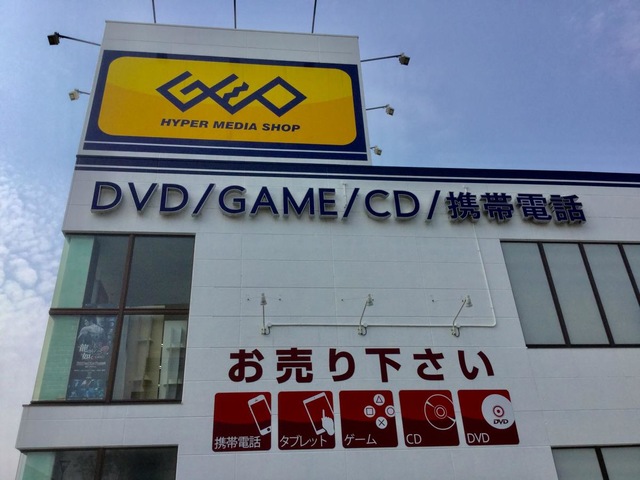 GEO
HYPER MEDIA SHOP
DVD/GAME/CD/携帯電話
お売り下さい
携帯電話
タブレット
ゲーム
CD
DVD
DVD